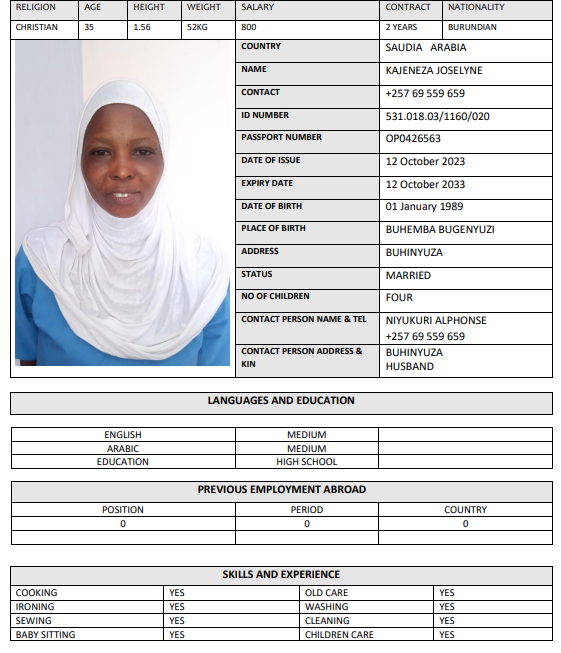 RELIGION AGE HEIGHT WEIGHT SALARY CONTRACT NATIONALITY
CHRISTIAN 35 1.56 52KG 800 2 YEARS BURUNDIAN
COUNTRY SAUDIA ARABIA
NAME KAJENEZA JOSELYNE
CONTACT +257 69 559 659
ID NUMBER 531.018.03/1160/020
PASSPORT NUMBER OP0426563
DATE OF ISSUE 12 October 2023
EXPIRY DATE 12 October 2033
DATE OF BIRTH 01 January 1989
PLACE OF BIRTH BUHEMBA BUGENYUZI
ADDRESS BUHINYUZA
STATUS MARRIED
NO OF CHILDREN FOUR
CONTACT PERSON NAME & TEL NIYUKURI ALPHONSE
+257 69 559 659
CONTACT PERSON ADDRESS & BUHINYUZA
KIN HUSBAND
LANGUAGES AND EDUCATION
ENGLISH MEDIUM
ARABIC MEDIUM
EDUCATION HIGH SCHOOL
PREVIOUS EMPLOYMENT ABROAD
POSITION PERIOD COUNTRY
0 0 0
SKILLS AND EXPERIENCE
COOKING YES OLD CARE YES
IRONING YES WASHING YES
SEWING YES CLEANING YES
BABY SITTING YES CHILDREN CARE YES